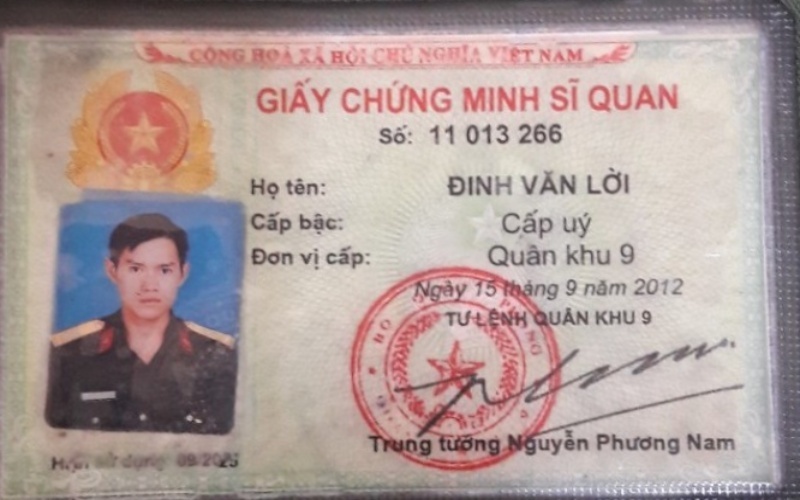 CỘNG HOÀ XÃ HỘI CHỦ NGHĨA VIỆT NAM
GIẤY CHỨNG MINH SĨ QUAN
Số: 11 013 266
Họ tên: ĐINH VĂN LỜI
Cấp bậc: Cấp uý
Đơn vị cấp: Quân khu 9
Ngày 15 tháng 9 năm 2012
TƯ LỆNH QUÂN KHU 9
Trung tướng Nguyễn Phương Nam
Hạn sử dụng 09/2025